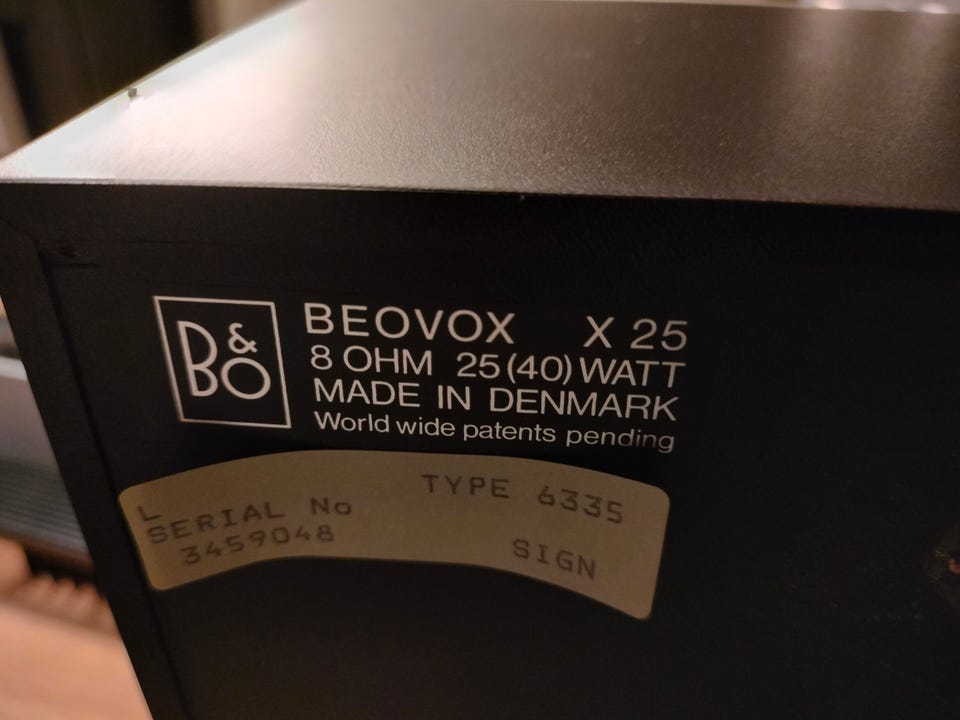 B&O
BEOVOX X 25
8 OHM 25(40) WATT
MADE IN DENMARK
World wide patents pending
L TYPE 6335
SERIAL No
3459048 SIGN